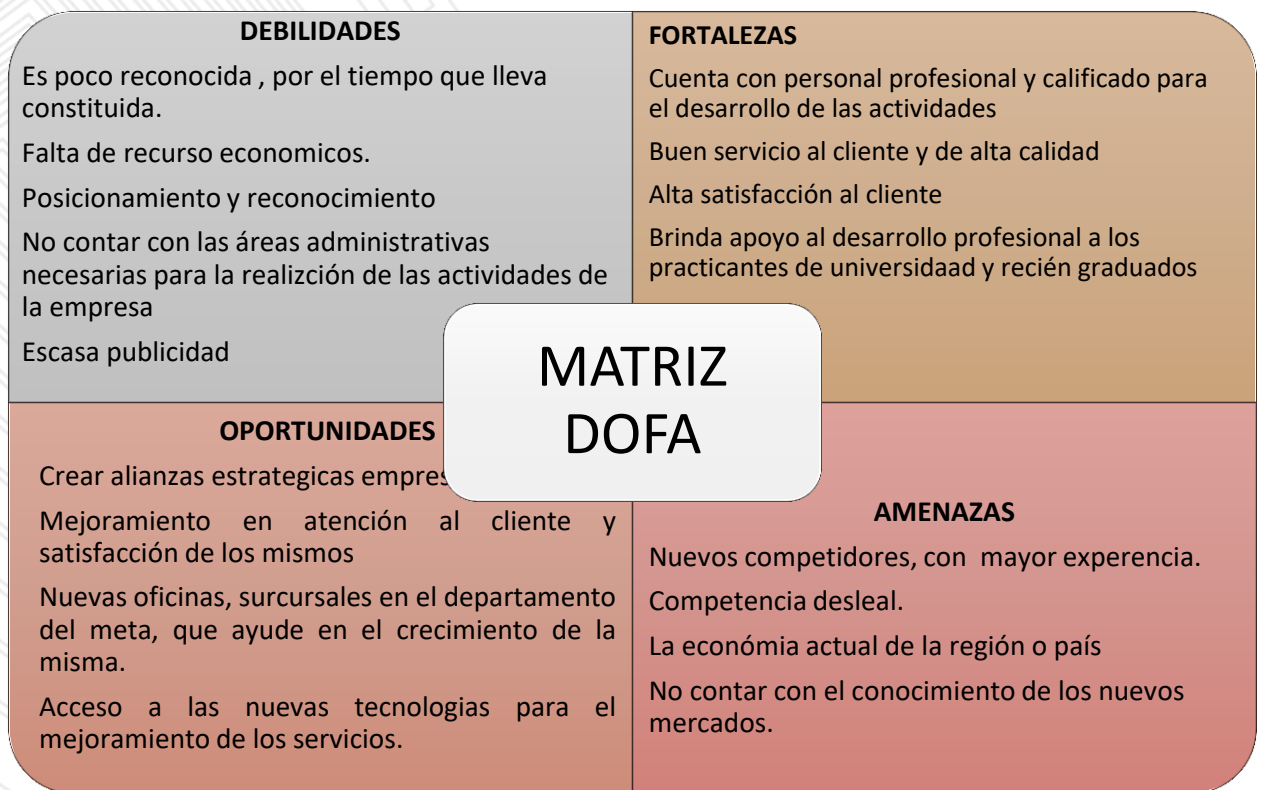 DEBILIDADES
Es poco reconocida , por el tiempo que lleva
constituida.
Falta de recurso economicos.
Posicionamiento y reconocimiento
No contar con las áreas administrativas
necesarias para la realizción de las actividades de
la empresa
Escasa publicidad
FORTALEZAS
Cuenta con personal profesional y calificado para
el desarrollo de las actividades
Buen servicio al cliente y de alta calidad
Alta satisfacción al cliente
Brinda apoyo al desarrollo profesional a los
practicantes de universidaad y recién graduados
MATRIZ
DOFA
OPORTUNIDADES
Crear alianzas estrategicas
Mejoramiento en atención al cliente y
satisfacción de los mismos
Nuevas oficinas, surcursales en el departamento
del meta, que ayude en el crecimiento de la
misma.
Acceso a las nuevas tecnologias para el
mejoramiento de los servicios.
AMENAZAS
Nuevos competidores, con mayor experencia.
Competencia desleal.
La económia actual de la región o país
No contar con el conocimiento de los nuevos
mercados.